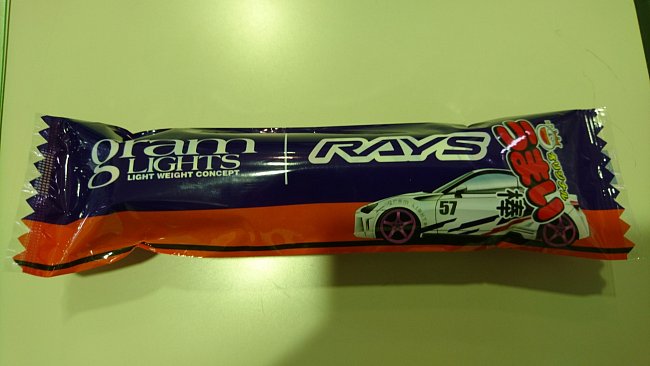 gram
LIGHTS
LIGHT WEIGHT CONCEPT
RAYS
うまい
棒
57